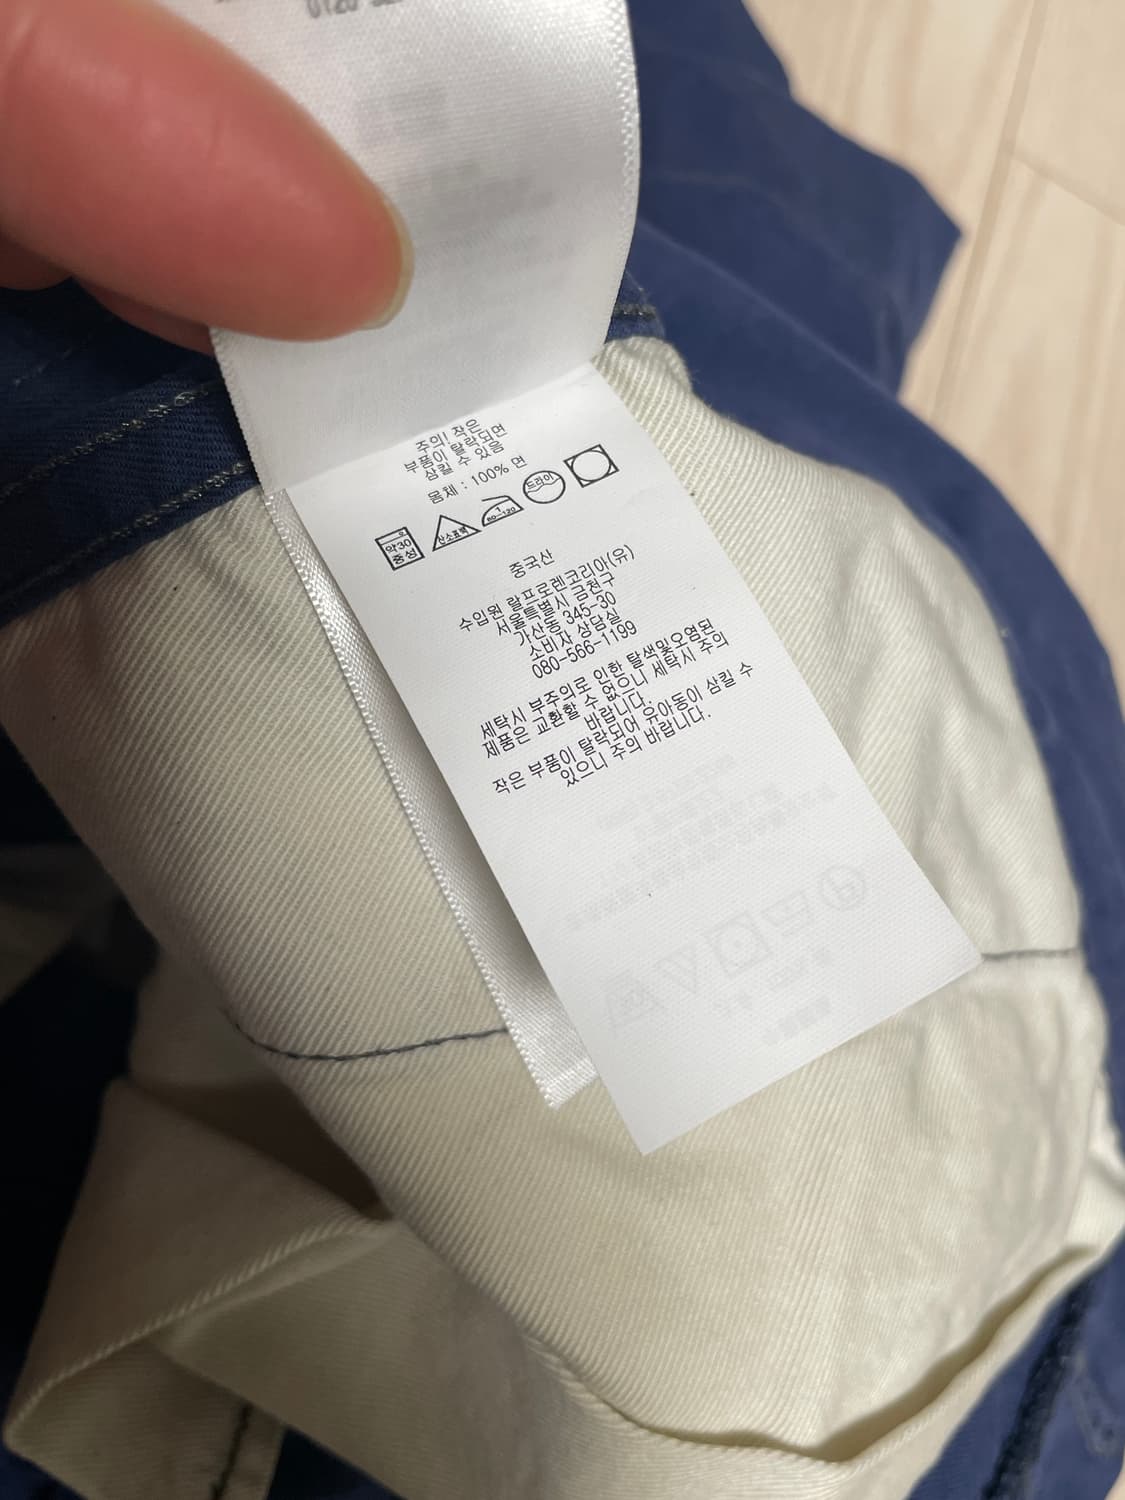 주의! 작은
부품이 탈락되면
삼킬 수 있음
몸체 : 100% 면
약30
중성
산소표백
1
80-120
드라이
중국산
수입원 랄프로렌코리아(유)
서울특별시 금천구
가산동 345-30
소비자 상담실
080-566-1199
세탁시 부주의로 인한 탈색및오염된
제품은 교환할 수 없으니 세탁시 주의
바랍니다.
작은 부품이 탈락되어 유아동이 삼킬 수
있으니 주의 바랍니다.